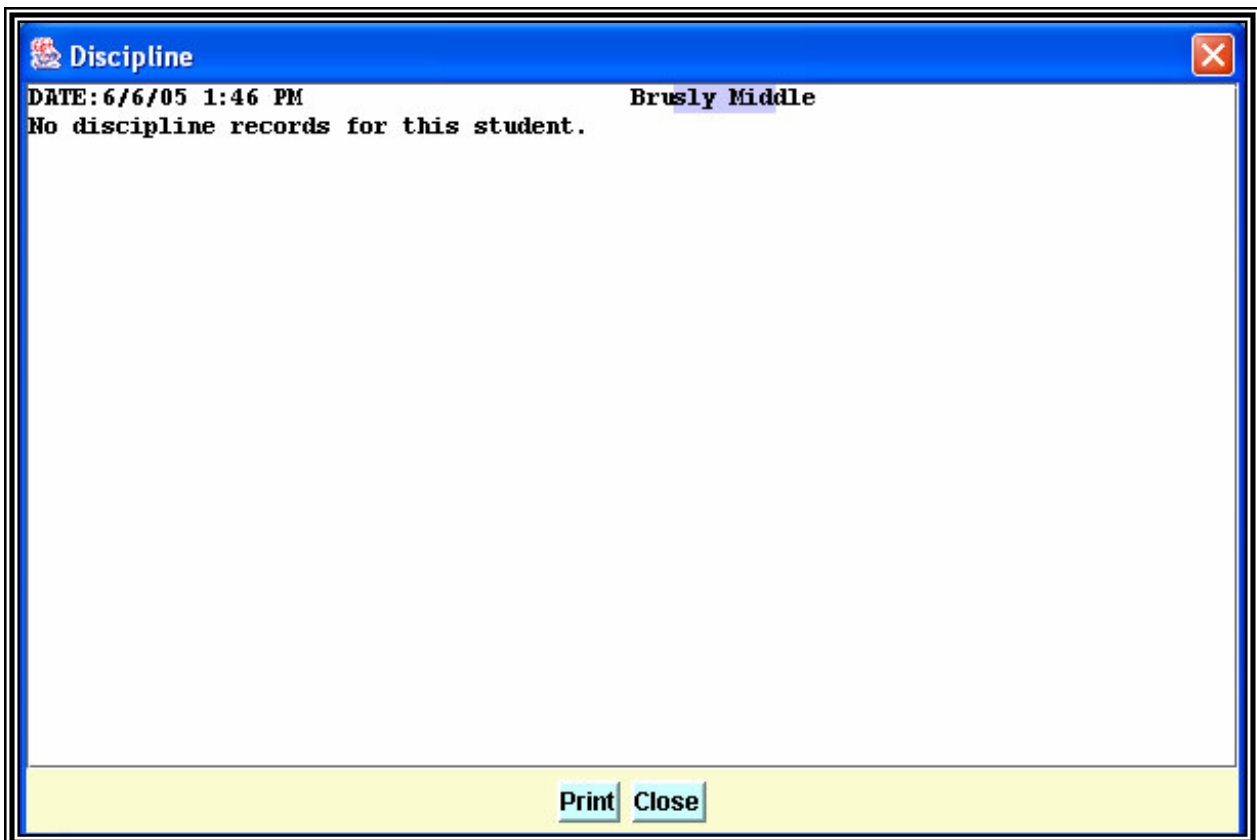 Discipline
DATE:6/6/05 1:46 PM Brusly Middle
No discipline records for this student.
Print Close